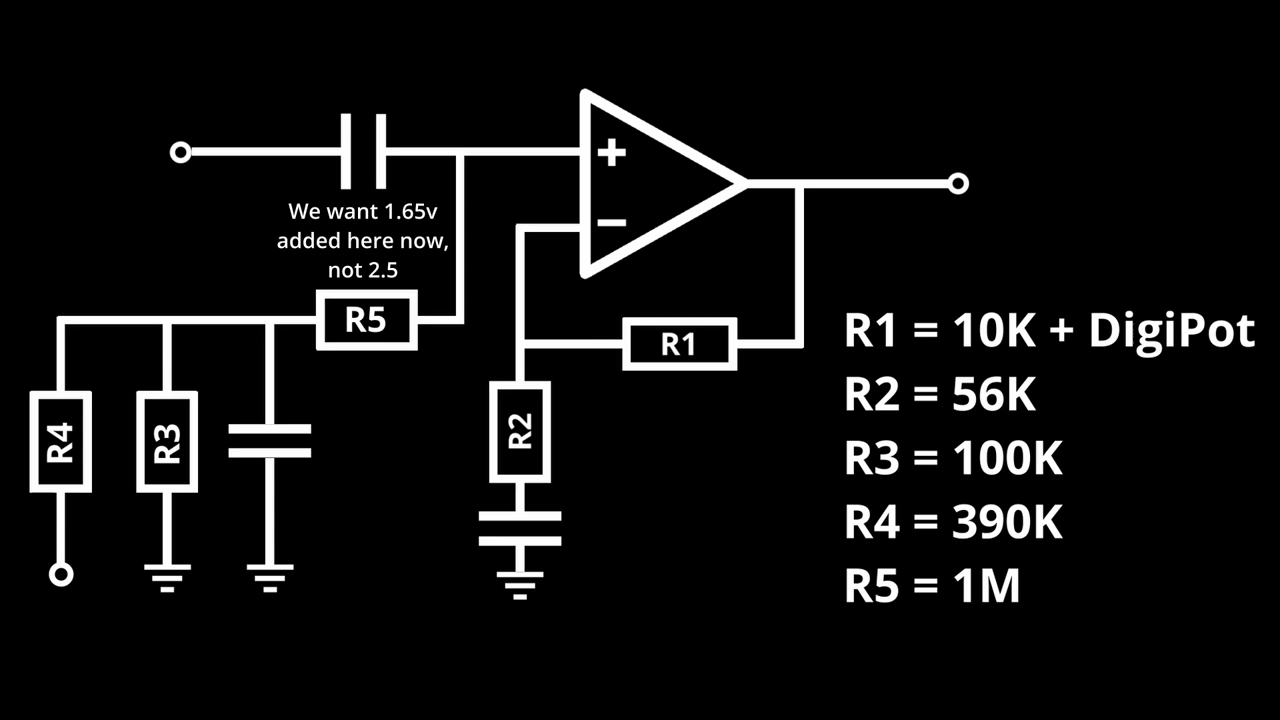 +
−
We want 1.65v
added here now,
not 2.5
R5
R1
R4
R3
R2
R1 = 10K + DigiPot
R2 = 56K
R3 = 100K
R4 = 390K
R5 = 1M